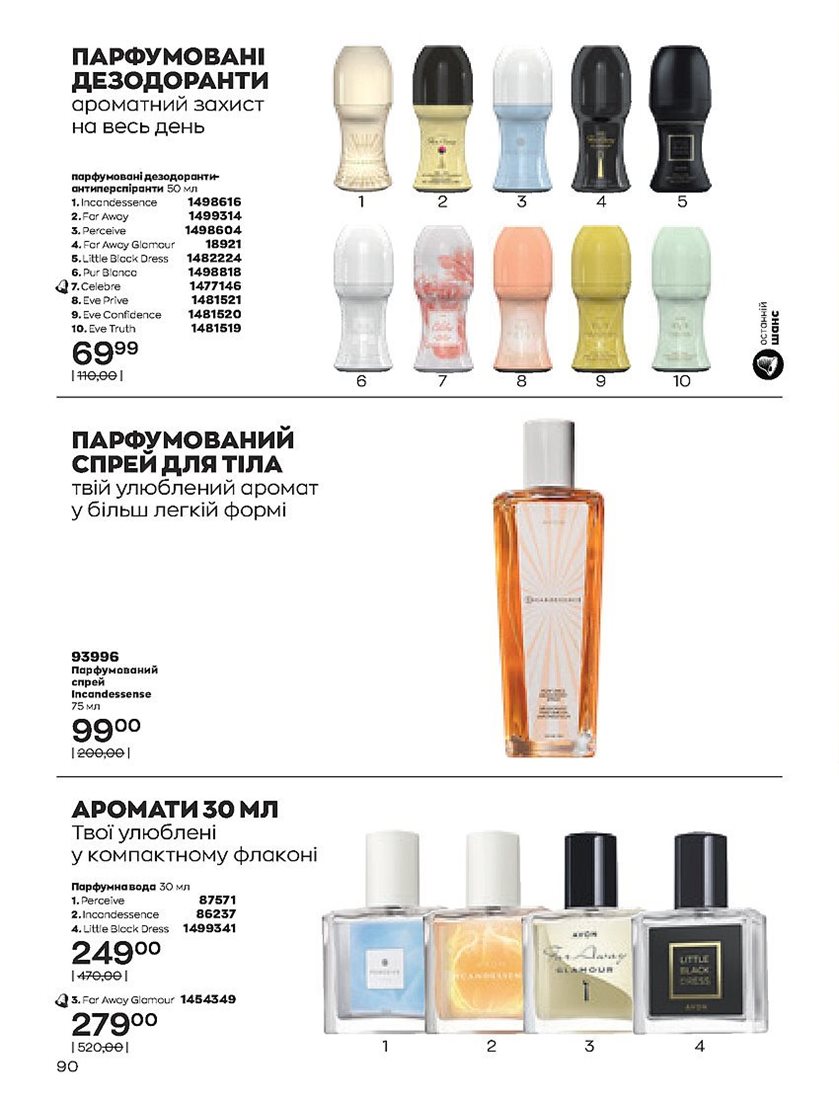 ПАРФУМОВАНІ
ДЕЗОДОРАНТИ
ароматний захист
на весь день
парфумовані дезодоранти-
антиперспіранти 50 мл
1. Incandessence 1498616
2. Far Away 1499314
3. Perceive 1498604
4. Far Away Glamour 18921
5. Little Black Dress 1482224
6. Pur Blanca 1498818
7. Celebre 1477146
8. Eve Prive 1481521
9. Eve Confidence 1481520
10. Eve Truth 1481519
69 99
| 110,00 |
1 2 3 4 5
6 7 8 9 10
останній
шанс
ПАРФУМОВАНИЙ
СПРЕЙ ДЛЯ ТІЛА
твій улюблений аромат
у більш легкій формі
93996
Парфумований
спрей
Incandessense
75 мл
99 00
| 200,00 |
INCANDESSENCE
АРОМАТИ 30 МЛ
Твої улюблені
у компактному флаконі
Парфумна вода 30 мл
1. Perceive 87571
2. Incandessence 86237
4. Little Black Dress 1499341
249 00
| 470,00 |
3. Far Away Glamour 1454349
279 00
| 520,00 |
PERCEIVE
INCANDESSENCE
AVON
Far Away
GLAMOUR
LITTLE
BLACK
DRESS
AVON
1 2 3 4
90